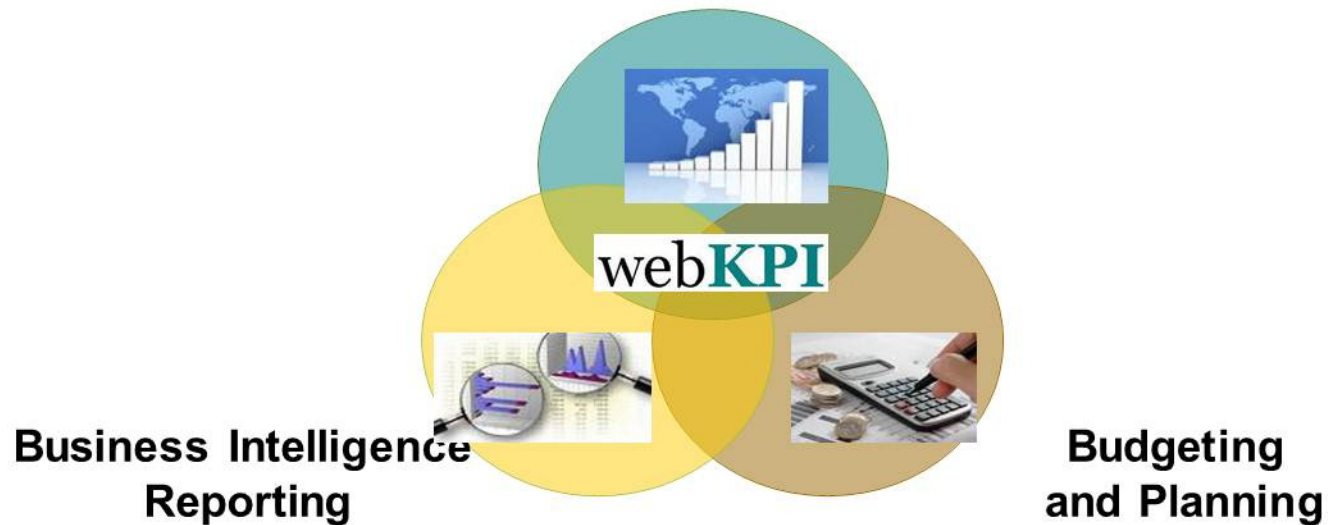 webKPI
Business Intelligence
Reporting
Budgeting
and Planning